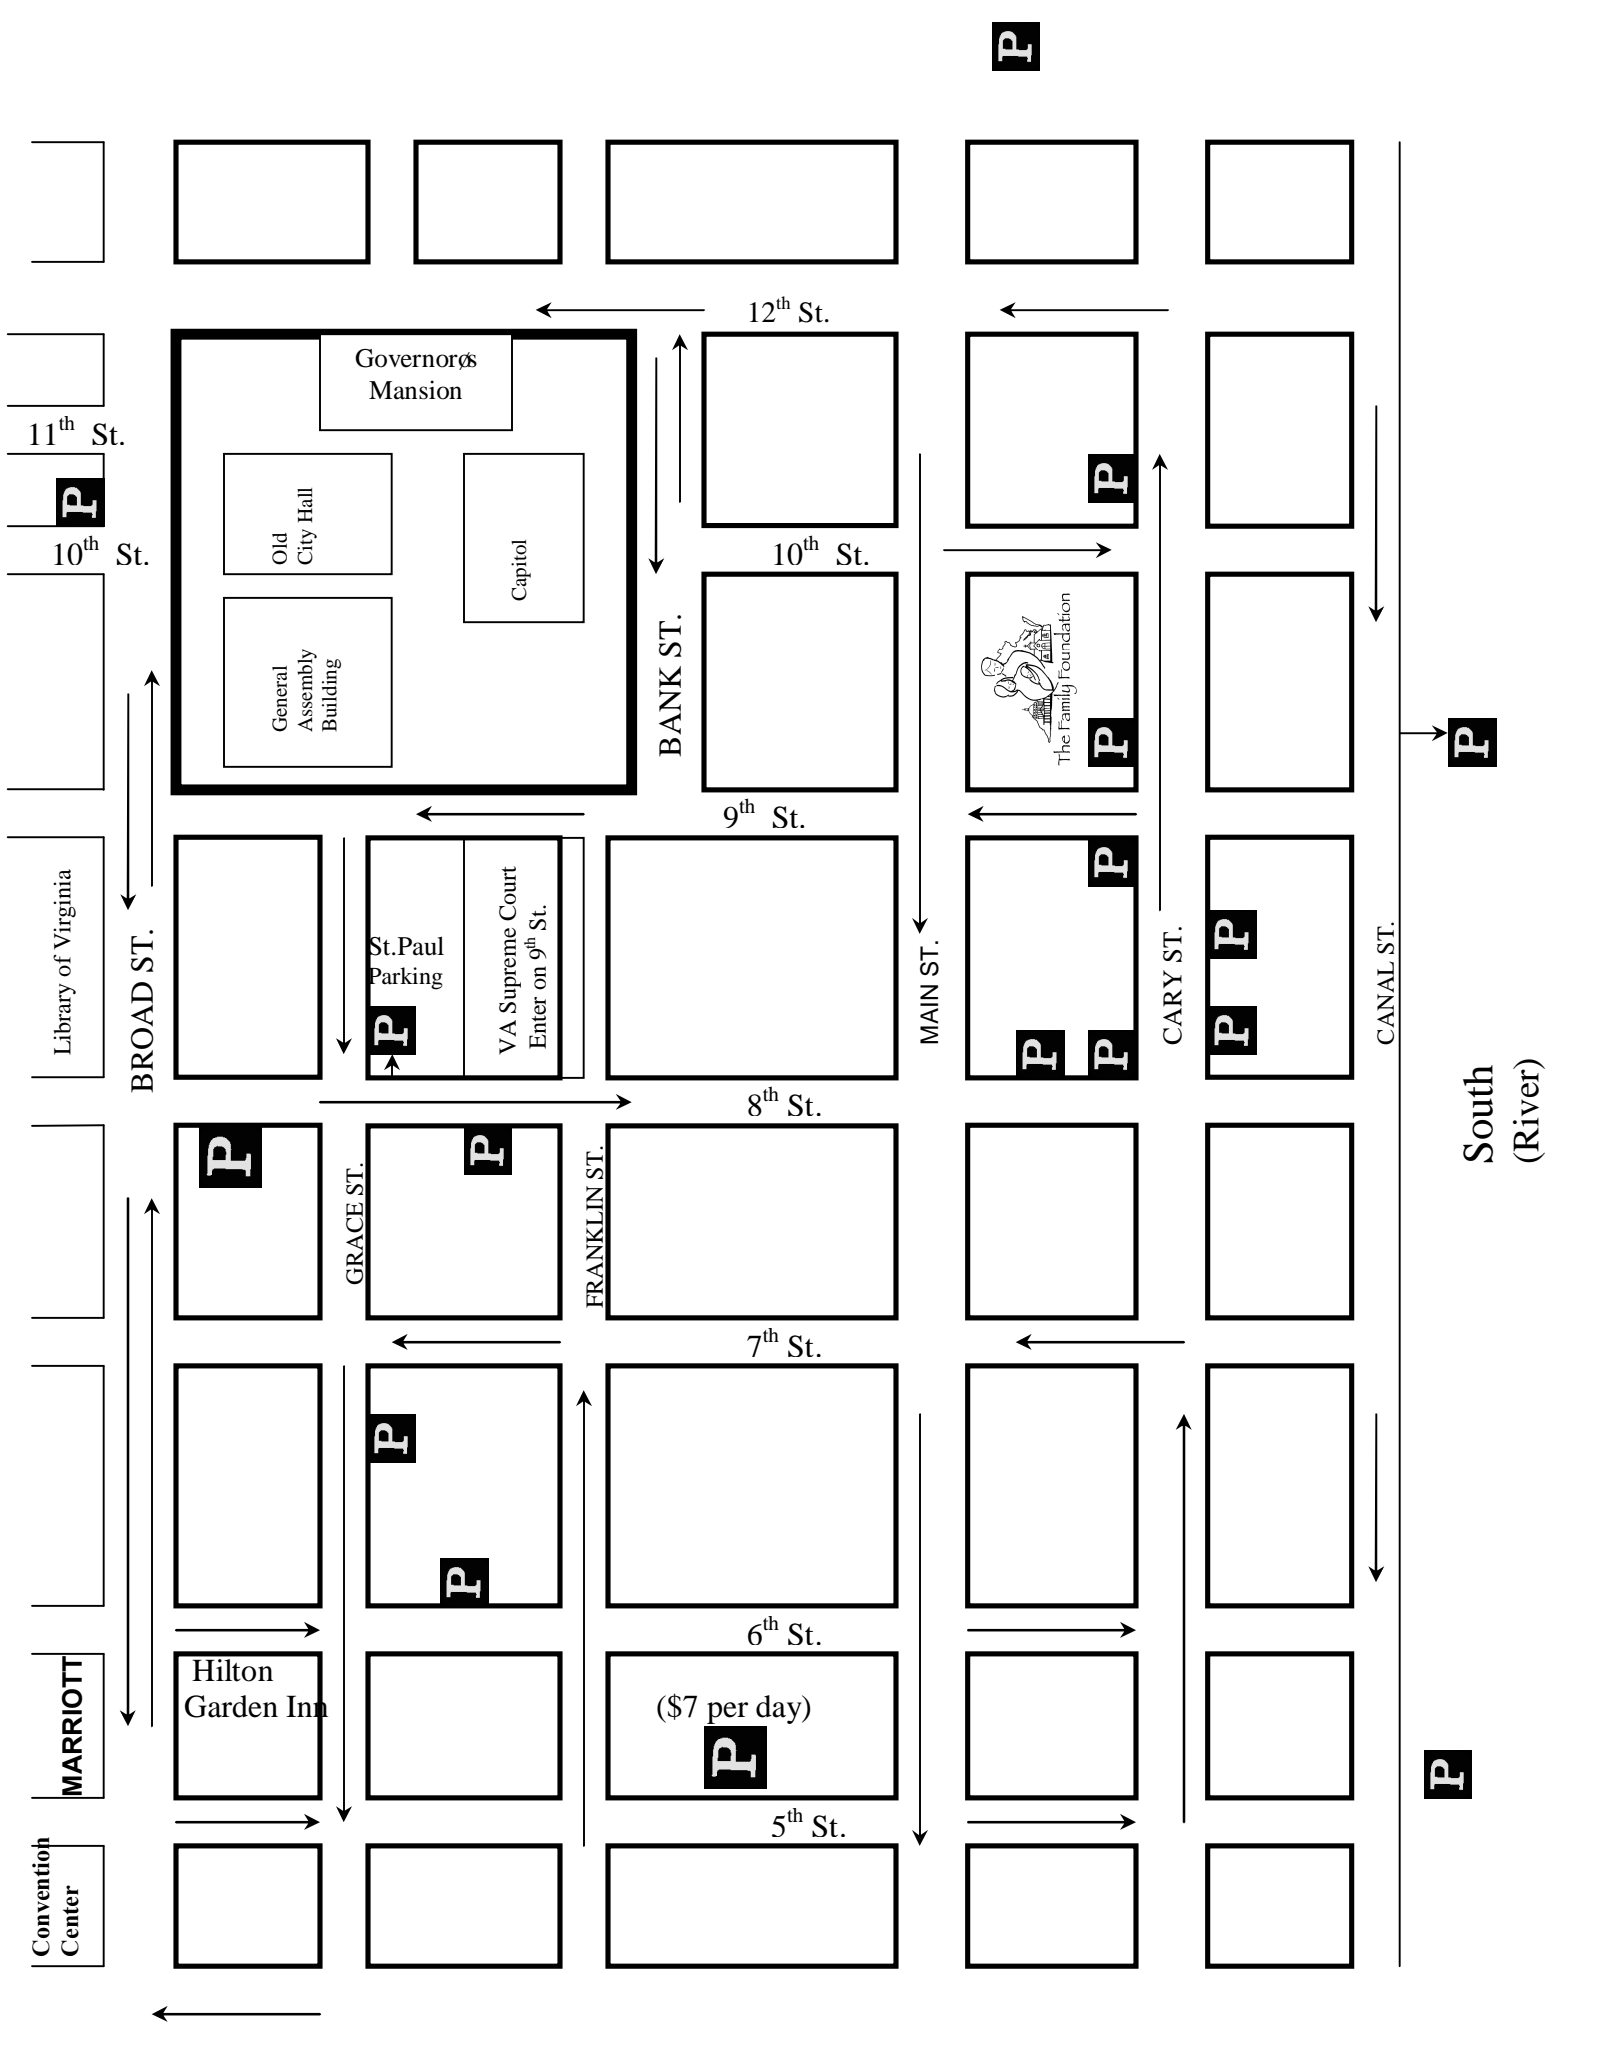 P
12th St.
Governorøs
Mansion
11th St.
P
Old
City Hall
Capitol
P
10th St.
10th St.
General
Assembly
Building
BANK ST.
The Family Foundation
P
P
9th St.
Library of Virginia
BROAD ST.
St.Paul
Parking
P
VA Supreme Court
Enter on 9th St.
MAIN ST.
P
P
P
CARY ST.
P
P
CANAL ST.
South
(River)
8th St.
P
GRACE ST.
P
FRANKLIN ST.
7th St.
P
P
6th St.
MARRIOTT
Hilton
Garden Inn
($7 per day)
P
P
5th St.
Convention
Center